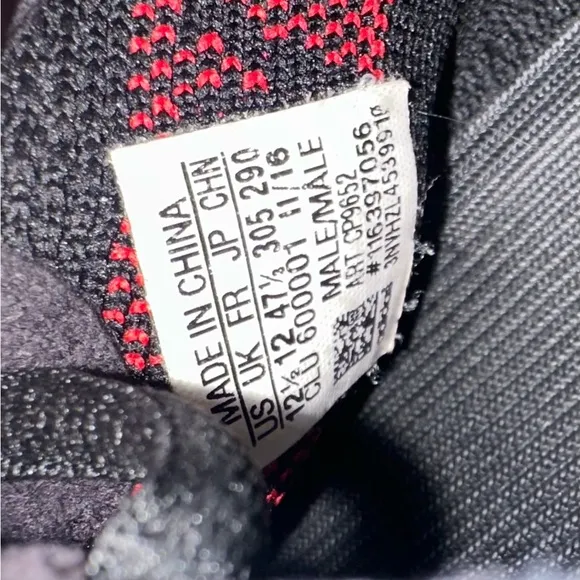 MADE IN CHINA
US UK FR JP CHN
12½ 12 47⅓ 305 290
CLU 600001 11/16
MALE/MALE
ART CP9652
#116397056
3NVHZL453991Ø